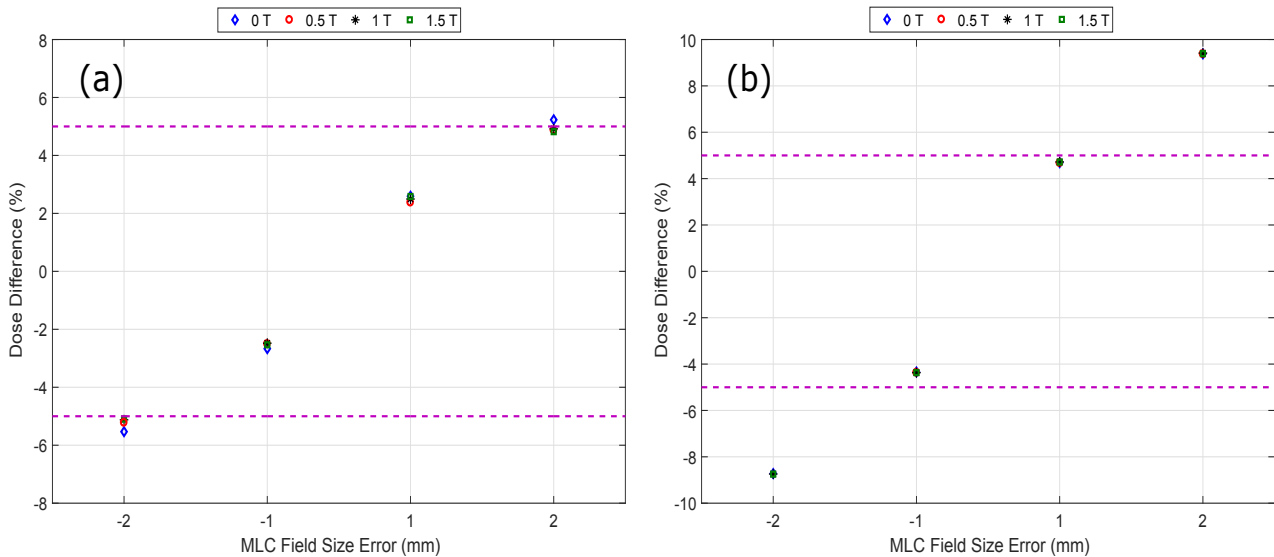 0 T 0.5 T 1 T 1.5 T
(a)
8
6
4
2
0
-2
-4
-6
-8
Dose Difference (%)
-2 -1 1 2
MLC Field Size Error (mm)
0 T 0.5 T 1 T 1.5 T
(b)
10
8
6
4
2
0
-2
-4
-6
-8
-10
Dose Difference (%)
-2 -1 1 2
MLC Field Size Error (mm)